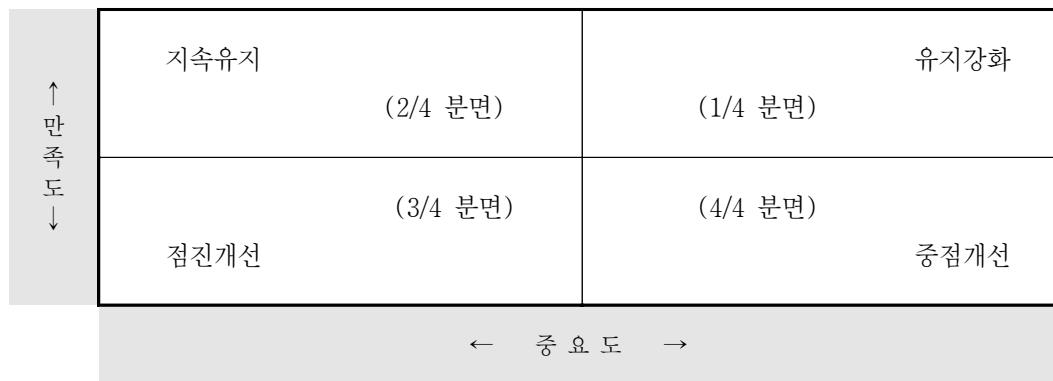 지속유지 유지강화
(2/4 분면) (1/4 분면)
↑
만
족
도
↓
(3/4 분면) (4/4 분면)
점진개선 중점개선
← 중 요 도 →